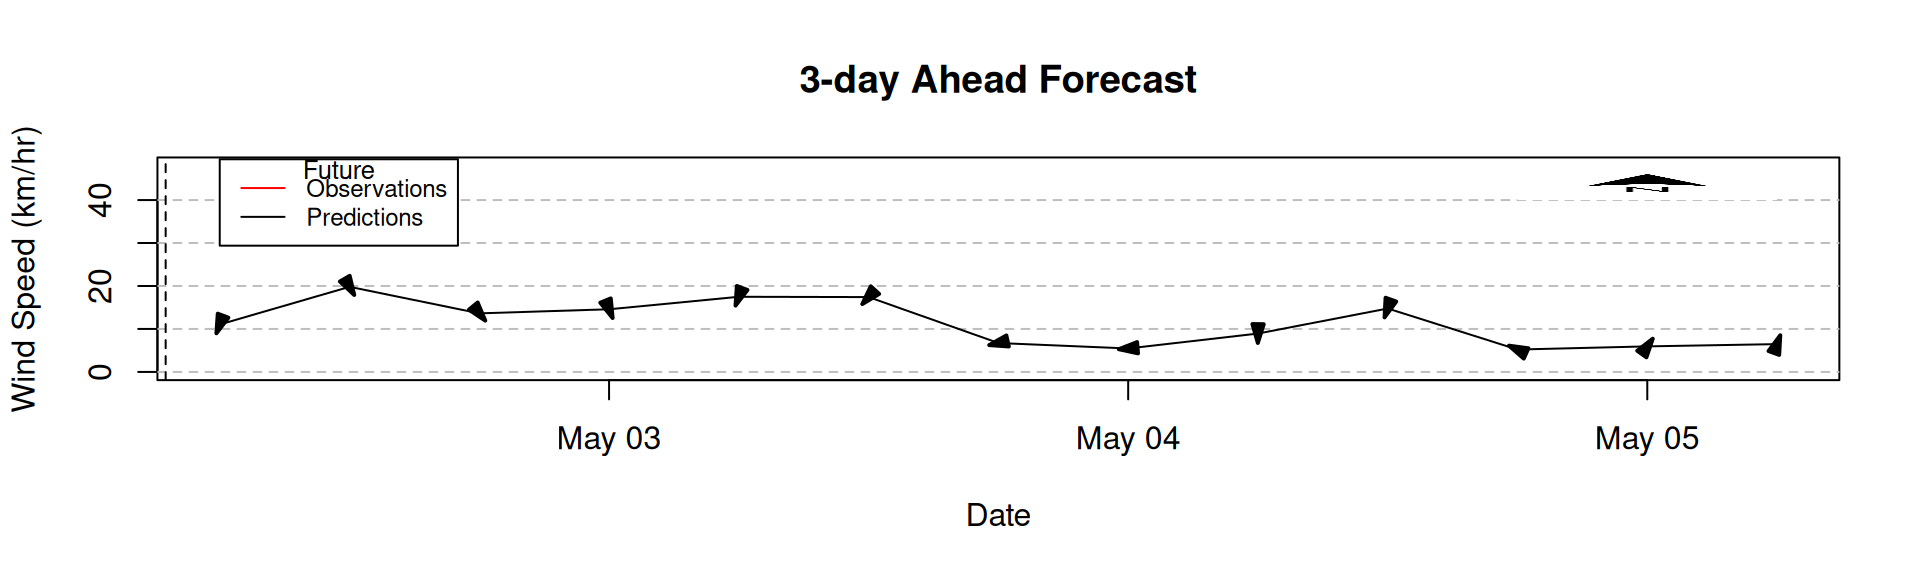 3-day Ahead Forecast
Wind Speed (km/hr)
40
20
0
Future
Observations
Predictions
N
May 03
May 04
May 05
Date